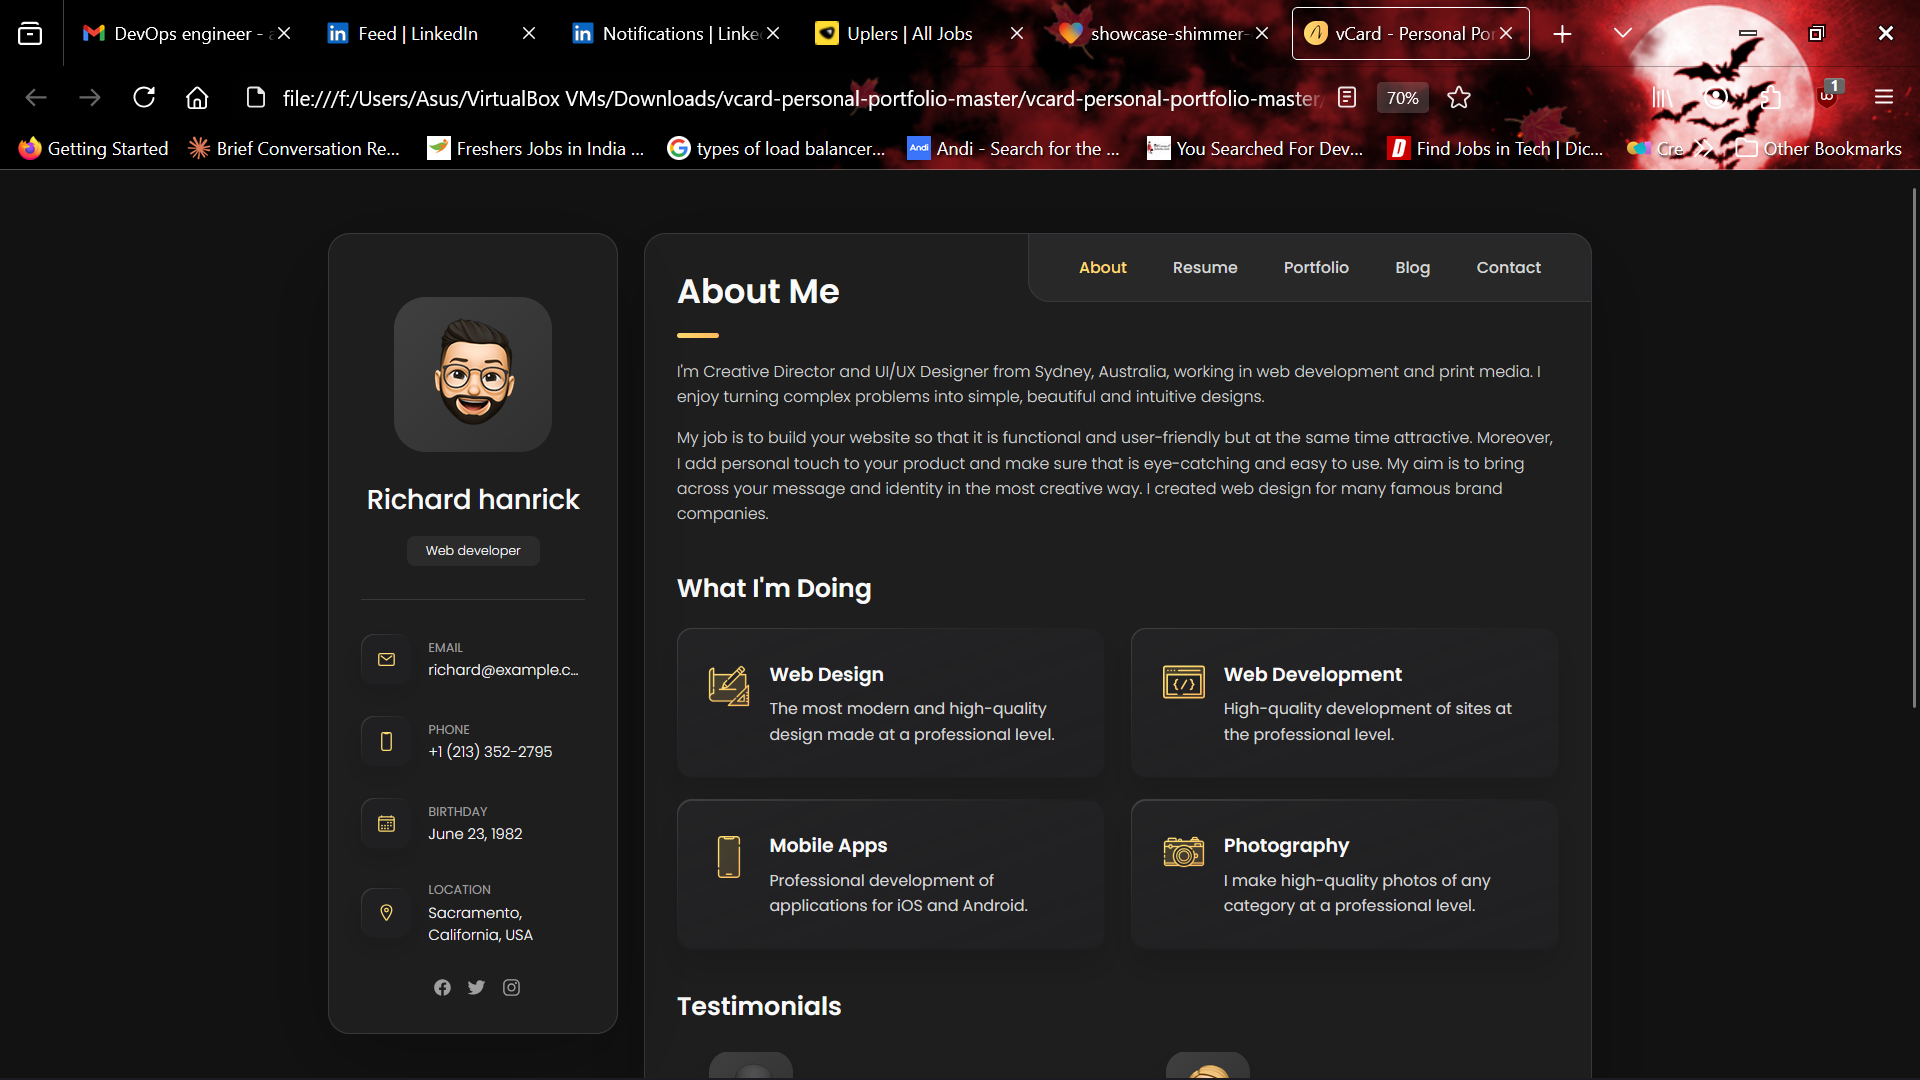 DevOps engineer - a
Feed | LinkedIn
Notifications | Linke
Uplers | All Jobs
showcase-shimmer-
vCard - Personal Por
file:///f:/Users/Asus/VirtualBox VMs/Downloads/vcard-personal-portfolio-master/vcard-personal-portfolio-master/
70%
1
Getting Started
Brief Conversation Re...
Freshers Jobs in India ...
types of load balancer...
Andi
Andi - Search for the ...
You Searched For Dev...
Find Jobs in Tech | Dic...
Cre
Other Bookmarks
Richard hanrick
Web developer
EMAIL
richard@example.c...
PHONE
+1 (213) 352-2795
BIRTHDAY
June 23, 1982
LOCATION
Sacramento,
California, USA
About
Resume
Portfolio
Blog
Contact
About Me
I'm Creative Director and UI/UX Designer from Sydney, Australia, working in web development and print media. I
enjoy turning complex problems into simple, beautiful and intuitive designs.
My job is to build your website so that it is functional and user-friendly but at the same time attractive. Moreover,
I add personal touch to your product and make sure that is eye-catching and easy to use. My aim is to bring
across your message and identity in the most creative way. I created web design for many famous brand
companies.
What I'm Doing
Web Design
The most modern and high-quality
design made at a professional level.
Web Development
High-quality development of sites at
the professional level.
Mobile Apps
Professional development of
applications for iOS and Android.
Photography
I make high-quality photos of any
category at a professional level.
Testimonials